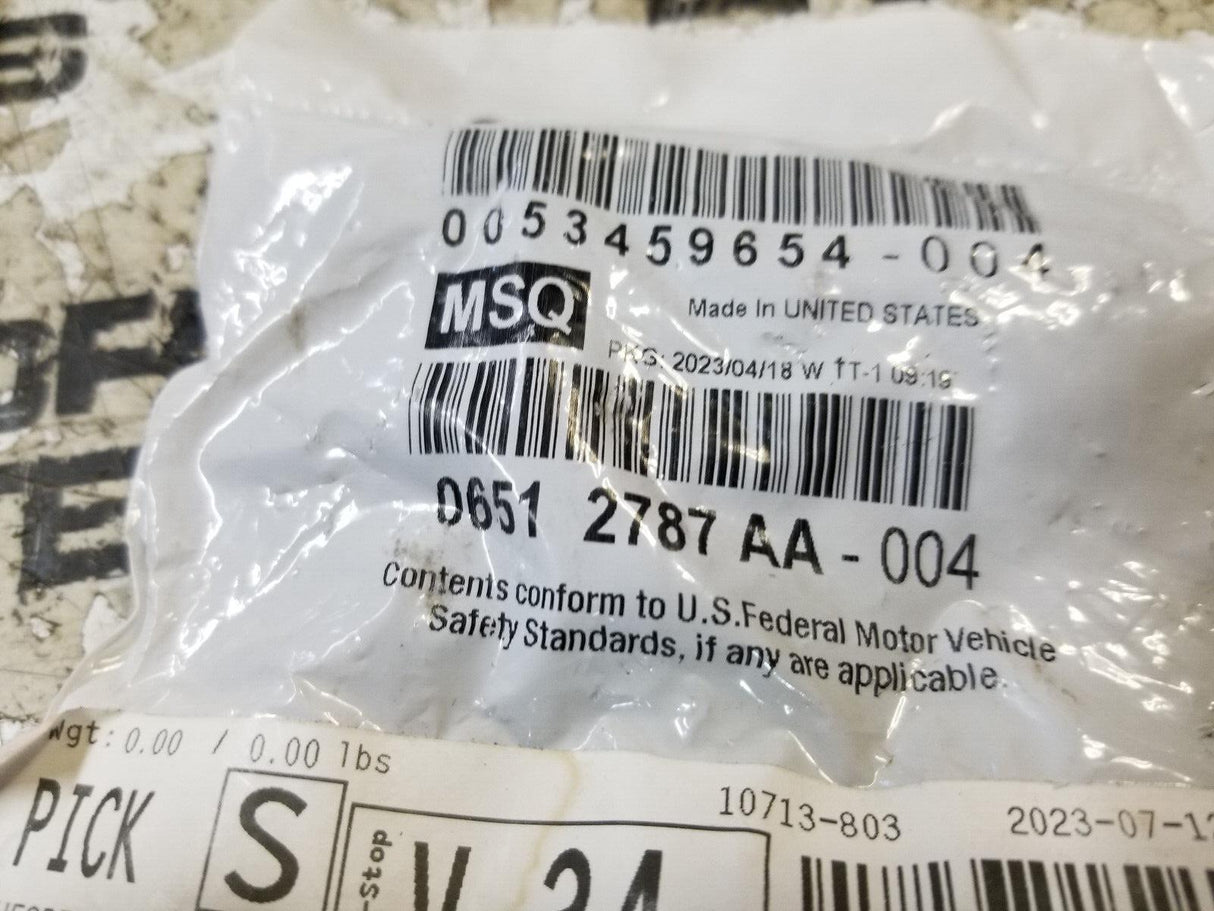 0053459654-004
MSQ
Made In UNITED STATES
PKG: 2023/04/18 W †T-1 09:19
0651 2787 AA - 004
Contents conform to U.S.Federal Motor Vehicle
Safety Standards, if any are applicable.
Wgt: 0.00 / 0.00 lbs
PICK
S
-Stop
10713-803